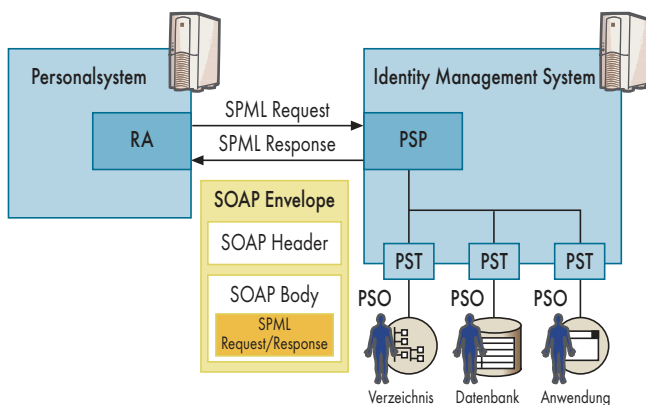 Personalsystem
Identity Management System
SPML Request
RA
PSP
SPML Response
SOAP Envelope
SOAP Header
SOAP Body
SPML
Request/Response
PST
PST
PST
PSO
PSO
PSO
Verzeichnis
Datenbank
Anwendung